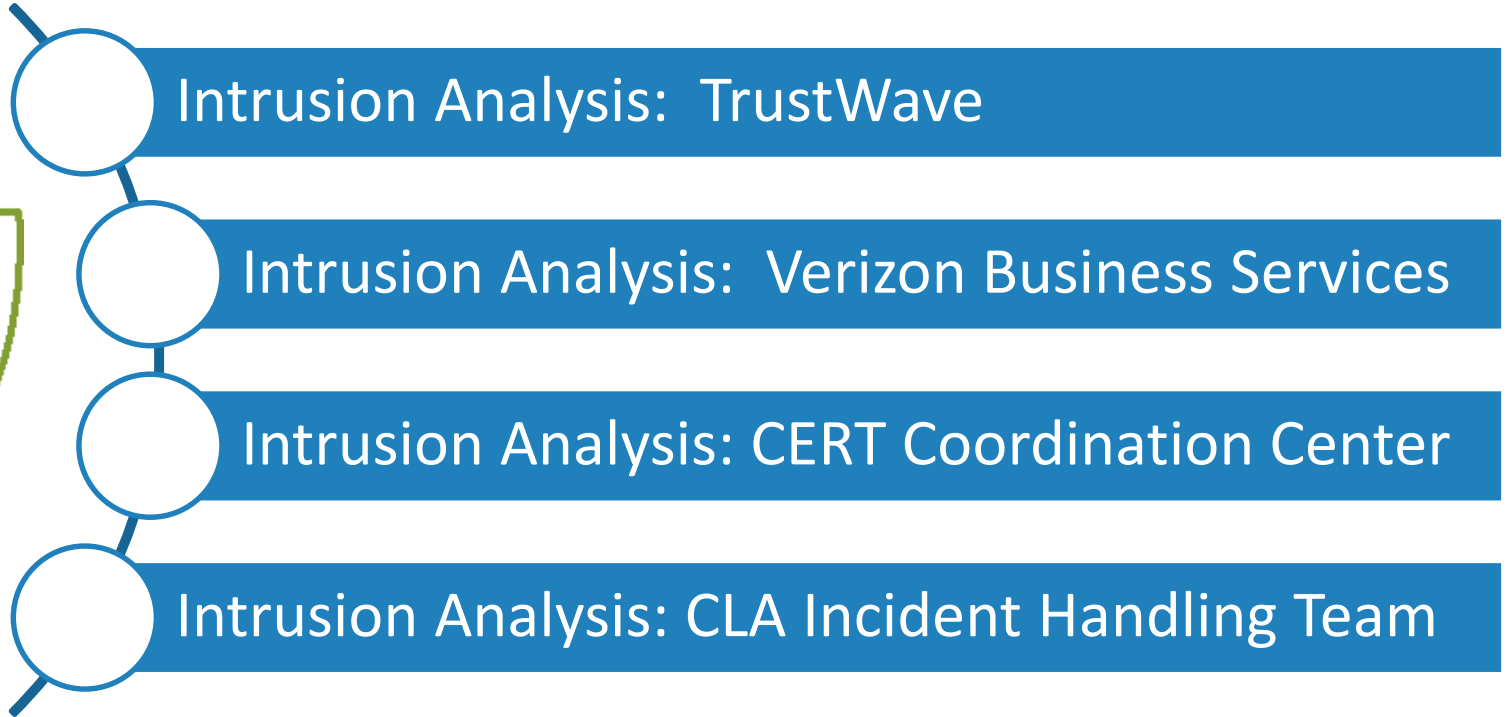 Intrusion Analysis:  TrustWave
Intrusion Analysis:  Verizon Business Services
Intrusion Analysis: CERT Coordination Center
Intrusion Analysis: CLA Incident Handling Team